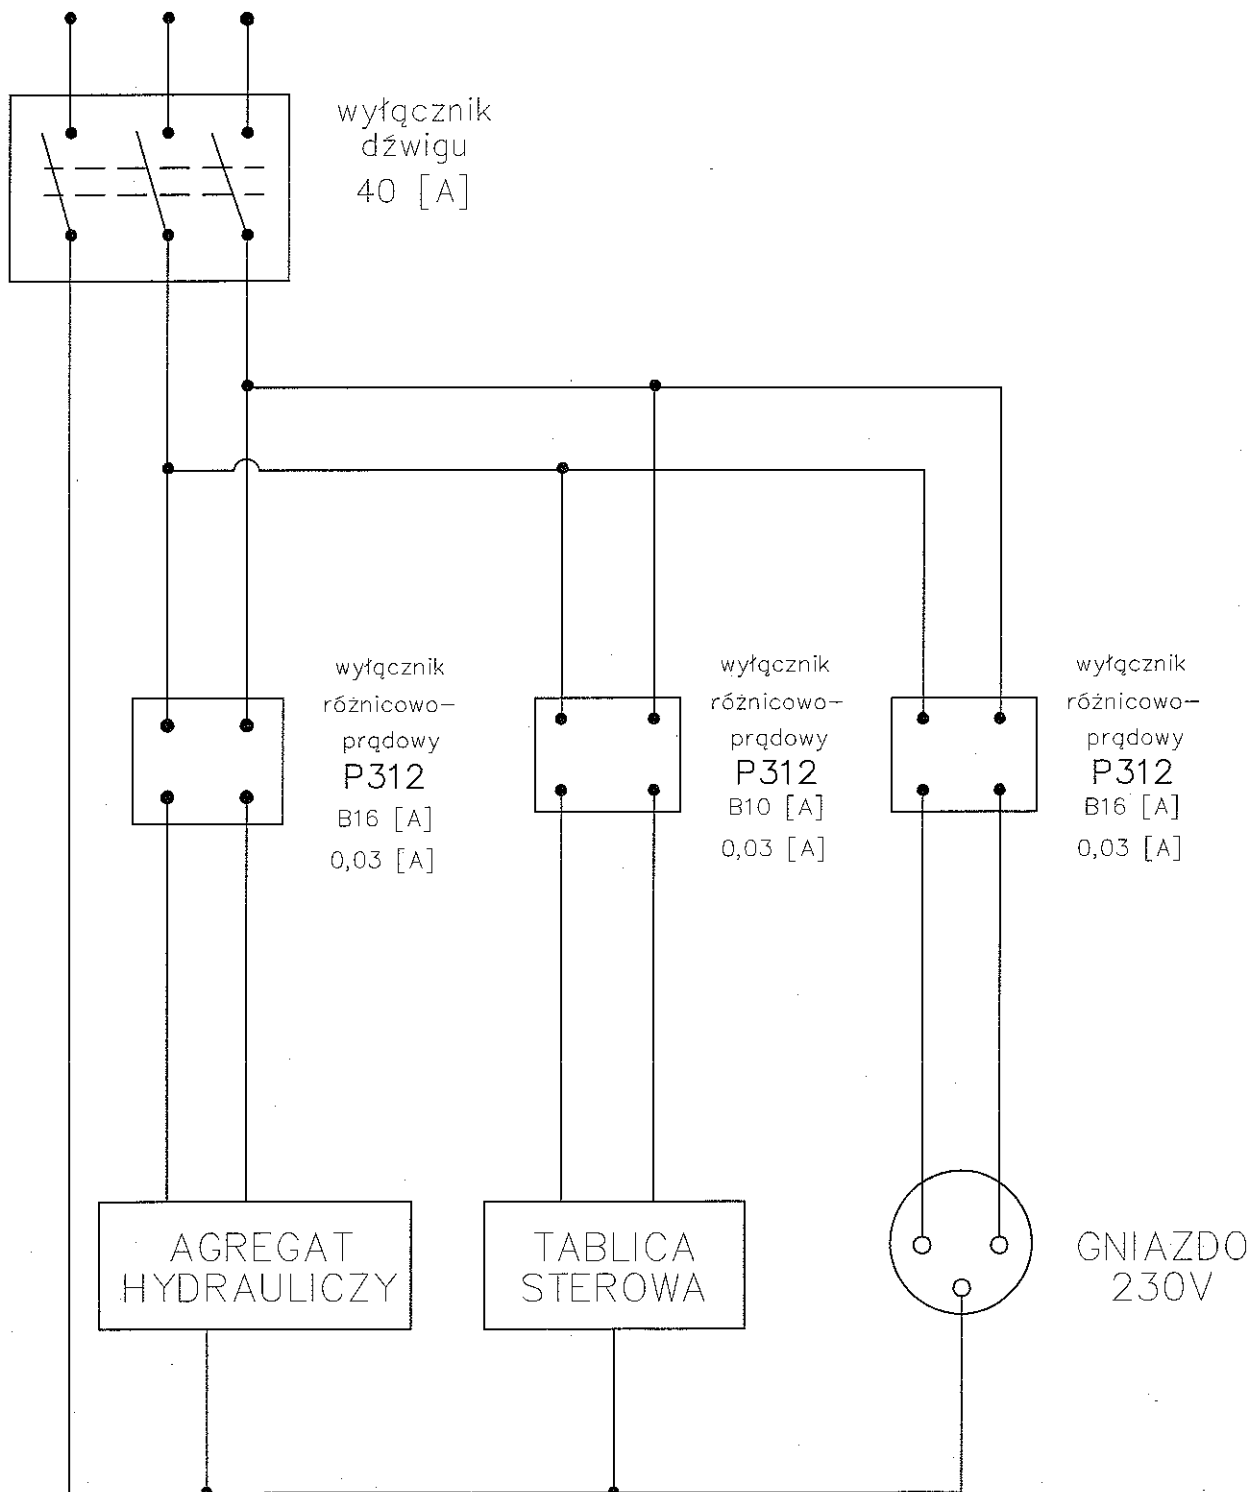 wyłącznik
dźwigu
40 [A]
wyłącznik
różnicowo-
prądowy
P312
B16 [A]
0,03 [A]
wyłącznik
różnicowo-
prądowy
P312
B10 [A]
0,03 [A]
wyłącznik
różnicowo-
prądowy
P312
B16 [A]
0,03 [A]
AGREGAT
HYDRAULICZY
TABLICA
STEROWA
GNIAZDO
230V